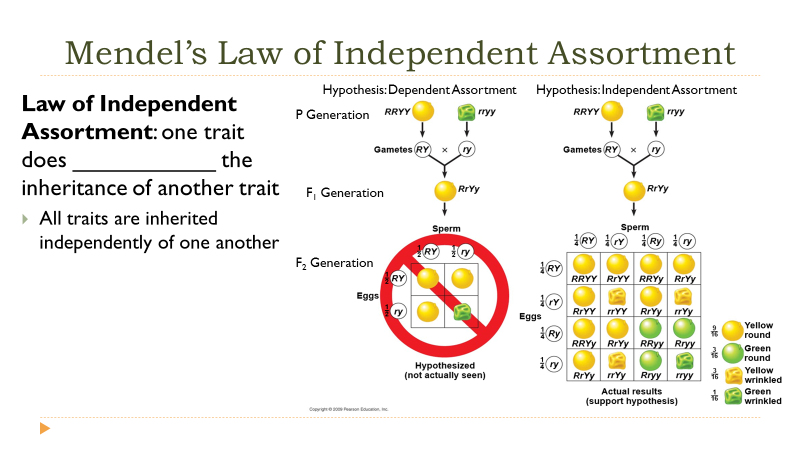 Mendel's Law of Independent Assortment
Law of Independent
Assortment: one trait
does ____________ the
inheritance of another trait
All traits are inherited
independently of one another
Hypothesis: Dependent Assortment
P Generation
RRYY
rryy
Gametes RY × ry
F₁ Generation
RrYy
Sperm
F₂ Generation
1/2 RY 1/2 ry
1/2 RY
Eggs
1/2 ry
Hypothesized
(not actually seen)
Hypothesis: Independent Assortment
RRYY
rryy
Gametes RY × ry
RrYy
Sperm
1/4 RY 1/4 rY 1/4 Ry 1/4 ry
1/4 RY
RRYY RrYY RRYy RrYy
1/4 rY
RrYY rrYY RrYy rrYy
Eggs
1/4 Ry
RRYy RrYy RRyy Rryy
1/4 ry
RrYy rrYy Rryy rryy
Actual results
(support hypothesis)
9/16 Yellow
round
3/16 Green
round
3/16 Yellow
wrinkled
1/16 Green
wrinkled
Copyright © 2009 Pearson Education, Inc.